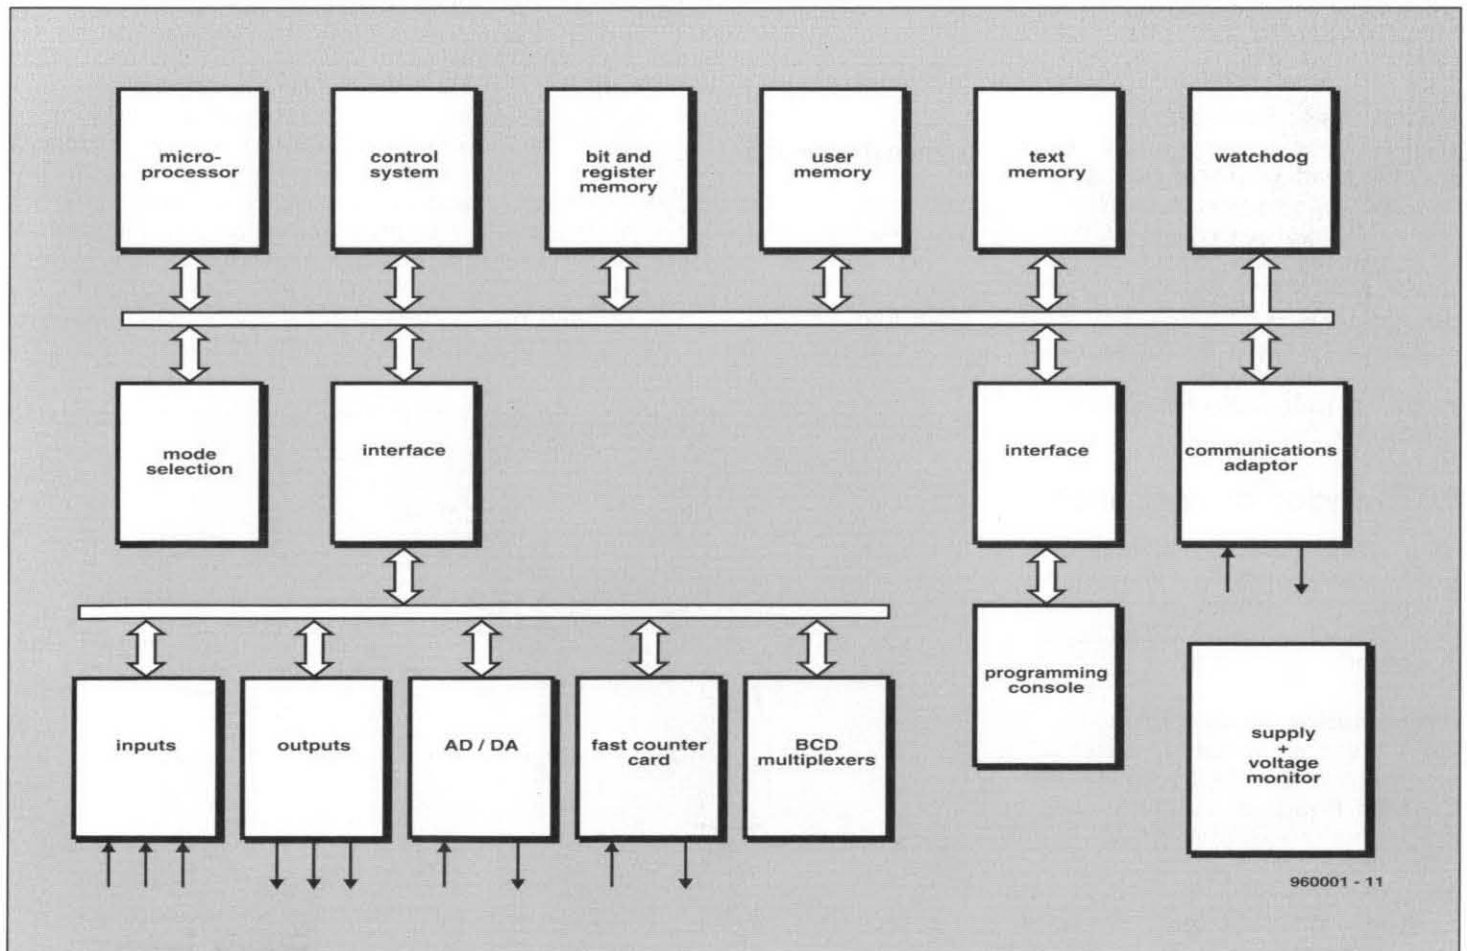 micro-
processor
control
system
bit and
register
memory
user
memory
text
memory
watchdog
mode
selection
interface
interface
communications
adaptor
programming
console
inputs
outputs
AD / DA
fast counter
card
BCD
multiplexers
supply
+
voltage
monitor
960001 - 11